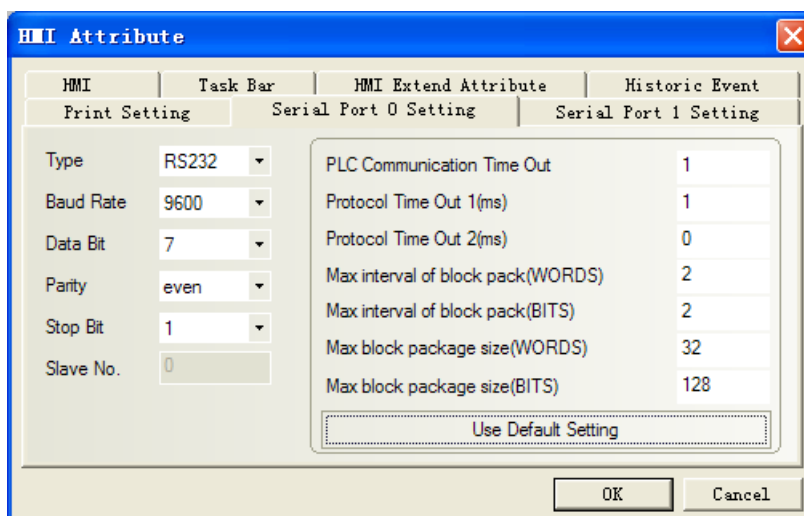 HMI Attribute
HMI Task Bar HMI Extend Attribute Historic Event
Print Setting Serial Port 0 Setting Serial Port 1 Setting
Type RS232
Baud Rate 9600
Data Bit 7
Parity even
Stop Bit 1
Slave No. 0
PLC Communication Time Out 1
Protocol Time Out 1(ms) 1
Protocol Time Out 2(ms) 0
Max interval of block pack(WORDS) 2
Max interval of block pack(BITS) 2
Max block package size(WORDS) 32
Max block package size(BITS) 128
Use Default Setting
OK Cancel